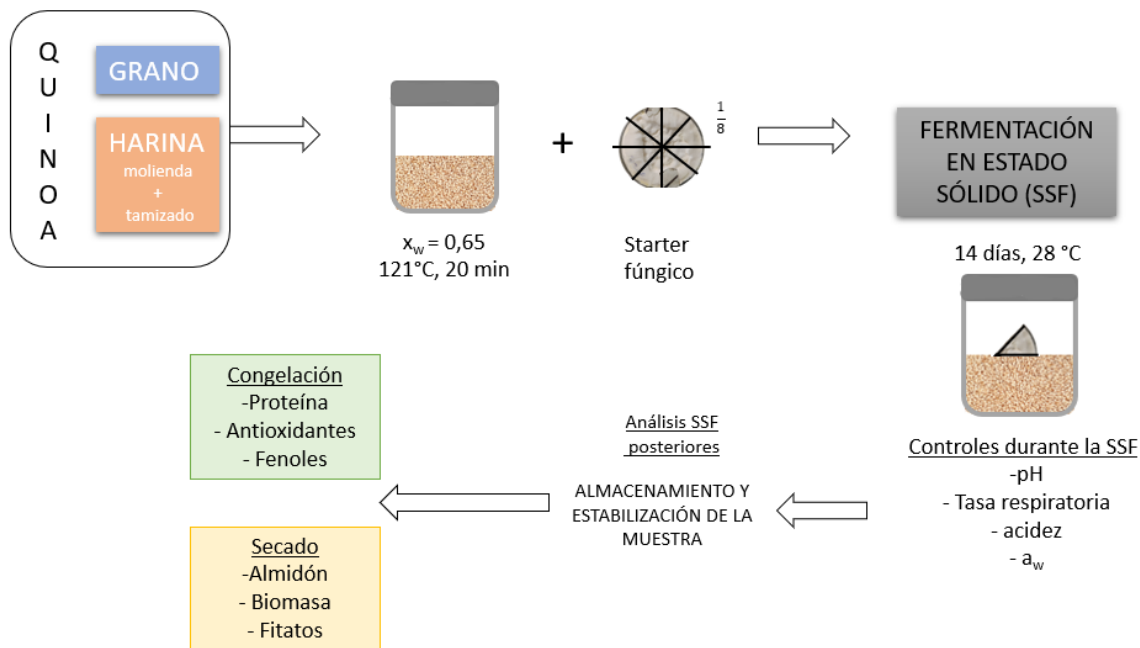 QUINOA
GRANO
HARINA
molienda
+
tamizado
x_w = 0,65
121°C, 20 min
+
1/8
Starter
fúngico
FERMENTACIÓN
EN ESTADO
SÓLIDO (SSF)
14 días, 28 °C
Controles durante la SSF
-pH
- Tasa respiratoria
- acidez
- a_w
Análisis SSF
posteriores
ALMACENAMIENTO Y
ESTABILIZACIÓN DE LA
MUESTRA
Congelación
-Proteína
- Antioxidantes
- Fenoles
Secado
-Almidón
- Biomasa
- Fitatos